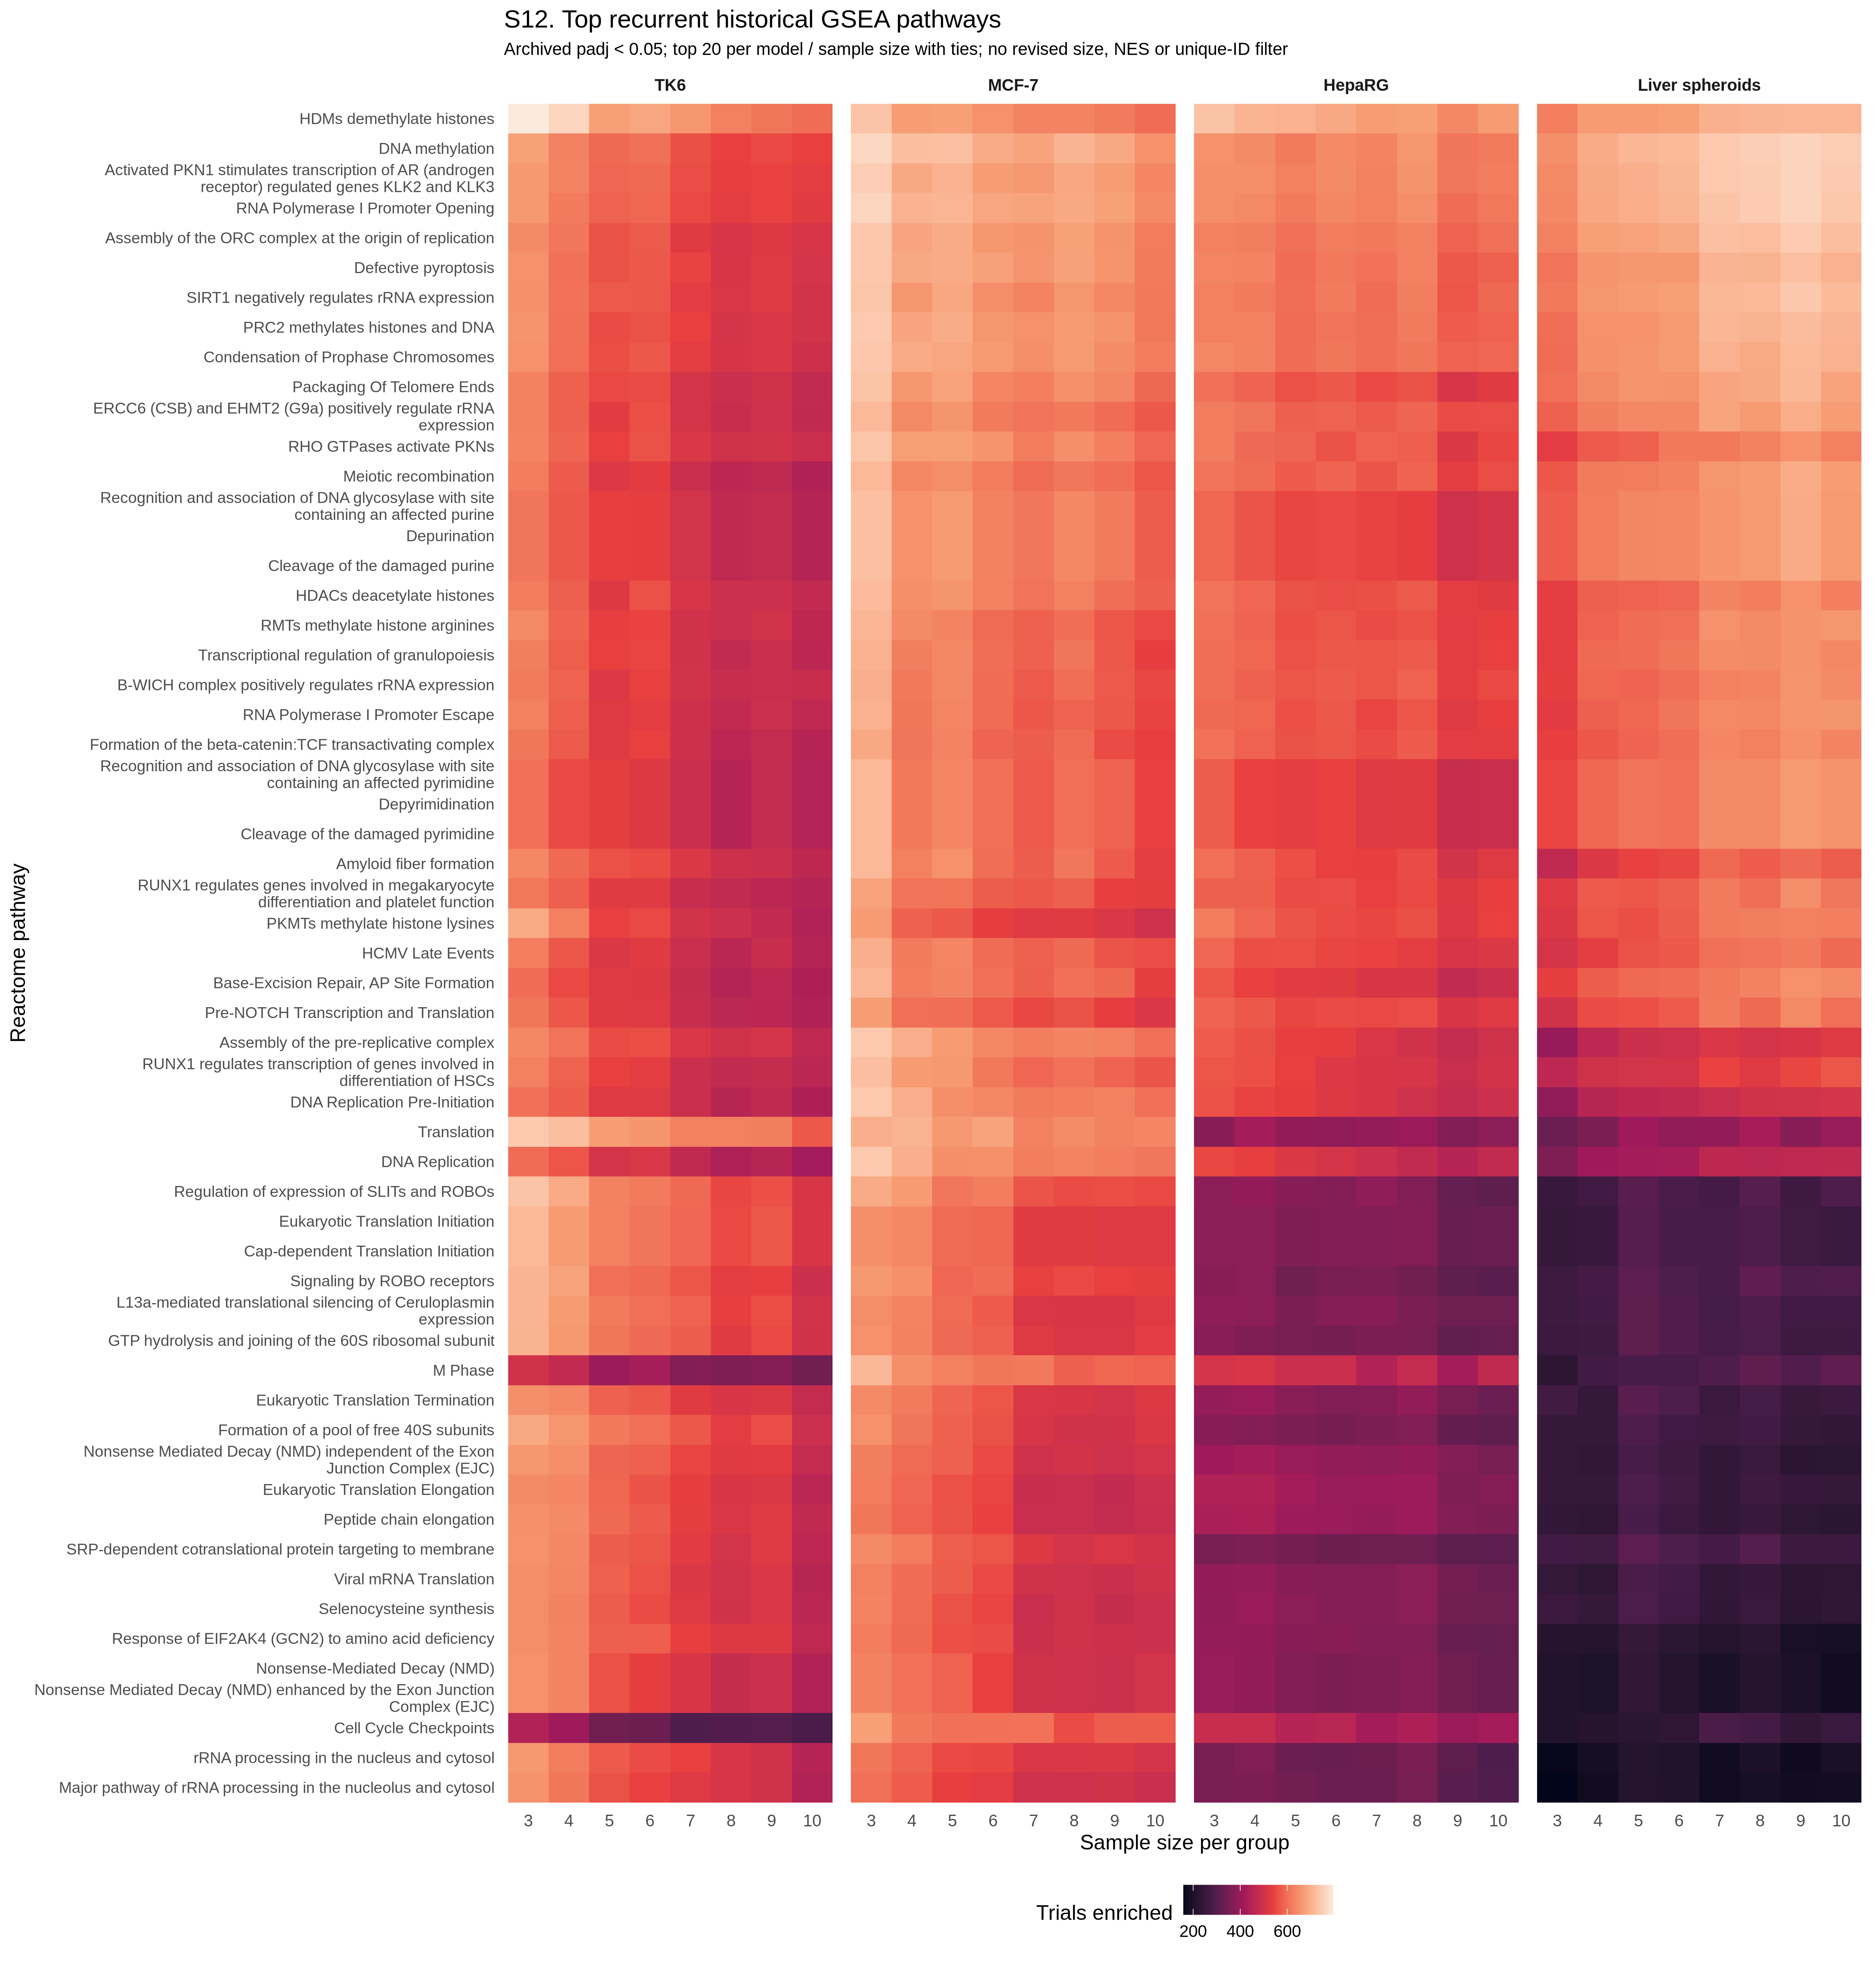 S12. Top recurrent historical GSEA pathways
Archived padj < 0.05; top 20 per model / sample size with ties; no revised size, NES or unique-ID filter
TK6
MCF-7
HepaRG
Liver spheroids
Reactome pathway
HDMs demethylate histones
DNA methylation
Activated PKN1 stimulates transcription of AR (androgen
receptor) regulated genes KLK2 and KLK3
RNA Polymerase I Promoter Opening
Assembly of the ORC complex at the origin of replication
Defective pyroptosis
SIRT1 negatively regulates rRNA expression
PRC2 methylates histones and DNA
Condensation of Prophase Chromosomes
Packaging Of Telomere Ends
ERCC6 (CSB) and EHMT2 (G9a) positively regulate rRNA
expression
RHO GTPases activate PKNs
Meiotic recombination
Recognition and association of DNA glycosylase with site
containing an affected purine
Depurination
Cleavage of the damaged purine
HDACs deacetylate histones
RMTs methylate histone arginines
Transcriptional regulation of granulopoiesis
B-WICH complex positively regulates rRNA expression
RNA Polymerase I Promoter Escape
Formation of the beta-catenin:TCF transactivating complex
Recognition and association of DNA glycosylase with site
containing an affected pyrimidine
Depyrimidination
Cleavage of the damaged pyrimidine
Amyloid fiber formation
RUNX1 regulates genes involved in megakaryocyte
differentiation and platelet function
PKMTs methylate histone lysines
HCMV Late Events
Base-Excision Repair, AP Site Formation
Pre-NOTCH Transcription and Translation
Assembly of the pre-replicative complex
RUNX1 regulates transcription of genes involved in
differentiation of HSCs
DNA Replication Pre-Initiation
Translation
DNA Replication
Regulation of expression of SLITs and ROBOs
Eukaryotic Translation Initiation
Cap-dependent Translation Initiation
Signaling by ROBO receptors
L13a-mediated translational silencing of Ceruloplasmin
expression
GTP hydrolysis and joining of the 60S ribosomal subunit
M Phase
Eukaryotic Translation Termination
Formation of a pool of free 40S subunits
Nonsense Mediated Decay (NMD) independent of the Exon
Junction Complex (EJC)
Eukaryotic Translation Elongation
Peptide chain elongation
SRP-dependent cotranslational protein targeting to membrane
Viral mRNA Translation
Selenocysteine synthesis
Response of EIF2AK4 (GCN2) to amino acid deficiency
Nonsense-Mediated Decay (NMD)
Nonsense Mediated Decay (NMD) enhanced by the Exon Junction
Complex (EJC)
Cell Cycle Checkpoints
rRNA processing in the nucleus and cytosol
Major pathway of rRNA processing in the nucleolus and cytosol
3 4 5 6 7 8 9 10
3 4 5 6 7 8 9 10
3 4 5 6 7 8 9 10
3 4 5 6 7 8 9 10
Sample size per group
Trials enriched
200 400 600